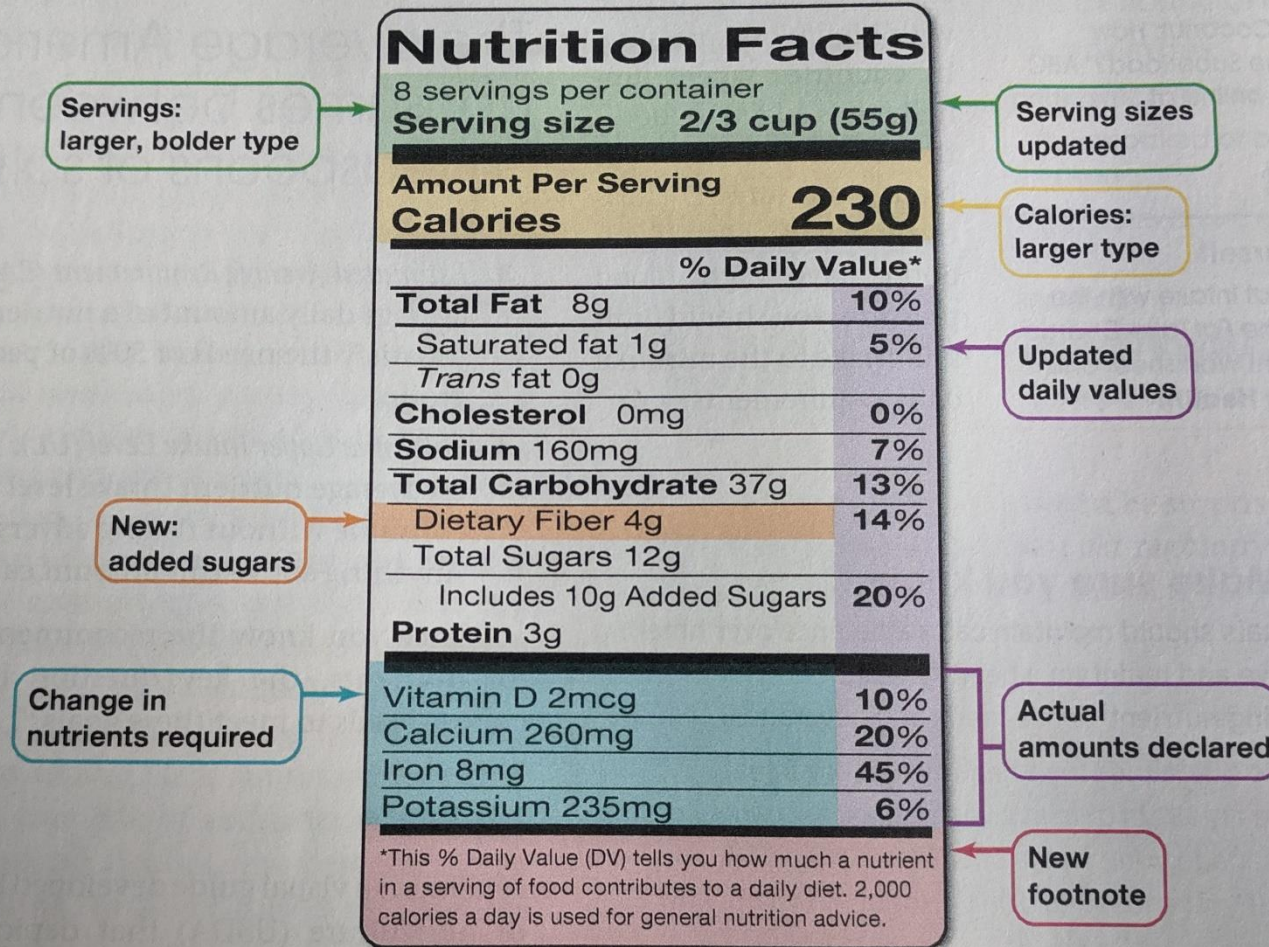 Nutrition Facts
8 servings per container
Serving size 2/3 cup (55g)
Amount Per Serving
Calories 230
% Daily Value*
Total Fat 8g 10%
Saturated fat 1g 5%
Trans fat 0g
Cholesterol 0mg 0%
Sodium 160mg 7%
Total Carbohydrate 37g 13%
Dietary Fiber 4g 14%
Total Sugars 12g
Includes 10g Added Sugars 20%
Protein 3g
Vitamin D 2mcg 10%
Calcium 260mg 20%
Iron 8mg 45%
Potassium 235mg 6%
*This % Daily Value (DV) tells you how much a nutrient
in a serving of food contributes to a daily diet. 2,000
calories a day is used for general nutrition advice.
Servings:
larger, bolder type
New:
added sugars
Change in
nutrients required
Serving sizes
updated
Calories:
larger type
Updated
daily values
Actual
amounts declared
New
footnote